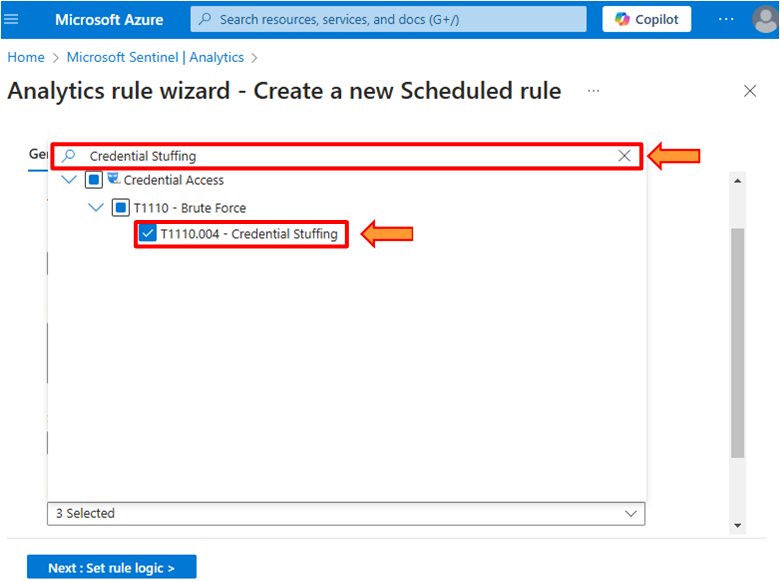 Microsoft Azure
Search resources, services, and docs (G+/)
Copilot
Home > Microsoft Sentinel | Analytics >
Analytics rule wizard - Create a new Scheduled rule
Credential Stuffing
Credential Access
T1110 - Brute Force
T1110.004 - Credential Stuffing
3 Selected
Next : Set rule logic >